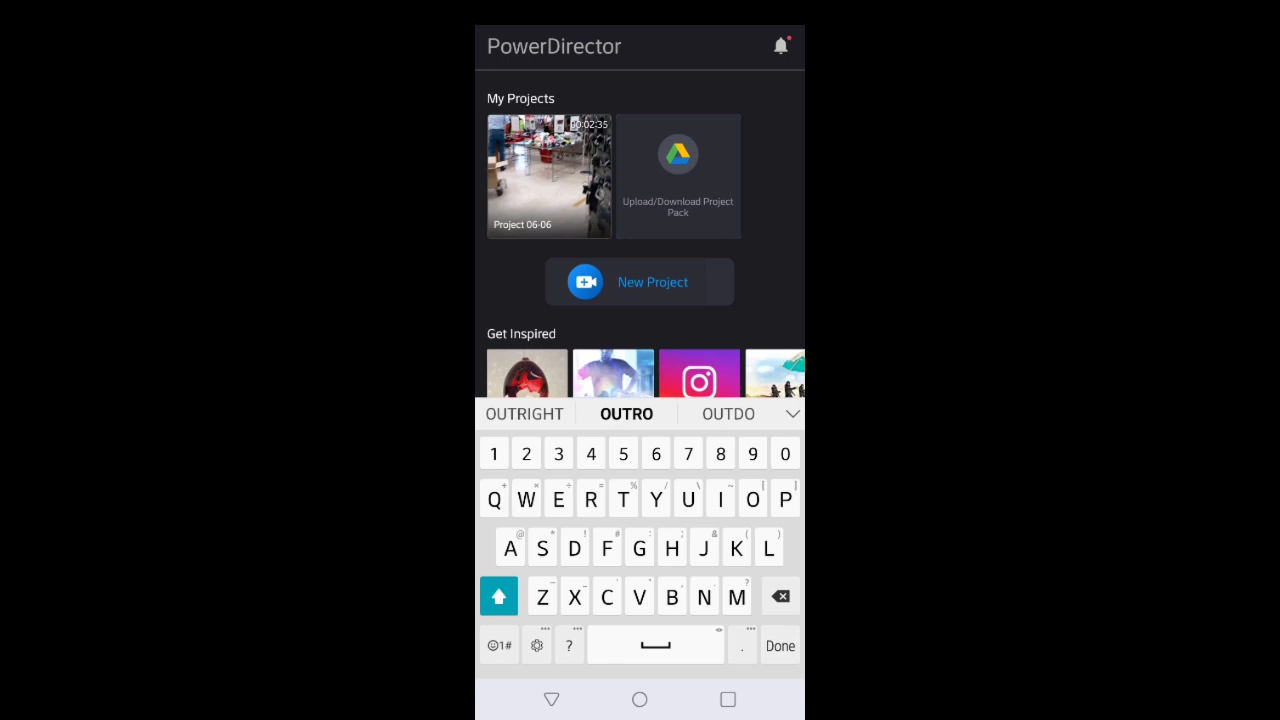 PowerDirector
My Projects
00:02:35
Project 06-06
Upload/Download Project
Pack
New Project
Get Inspired
OUTRIGHT OUTRO OUTDO
1 2 3 4 5 6 7 8 9 0
+ × ÷ = % / \ ~ [ ]
Q W E R T Y U I O P
@ * ! # : ; & ( )
A S D F G H J K L
Z X C V B N M ?
☺1# ? . Done